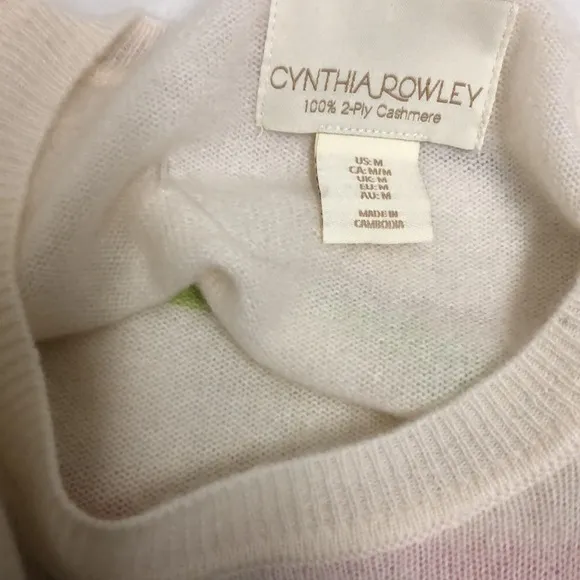 CYNTHIA ROWLEY
100% 2-Ply Cashmere
US: M
CA: M/M
UK: M
EU: M
AU: M
MADE IN
CAMBODIA